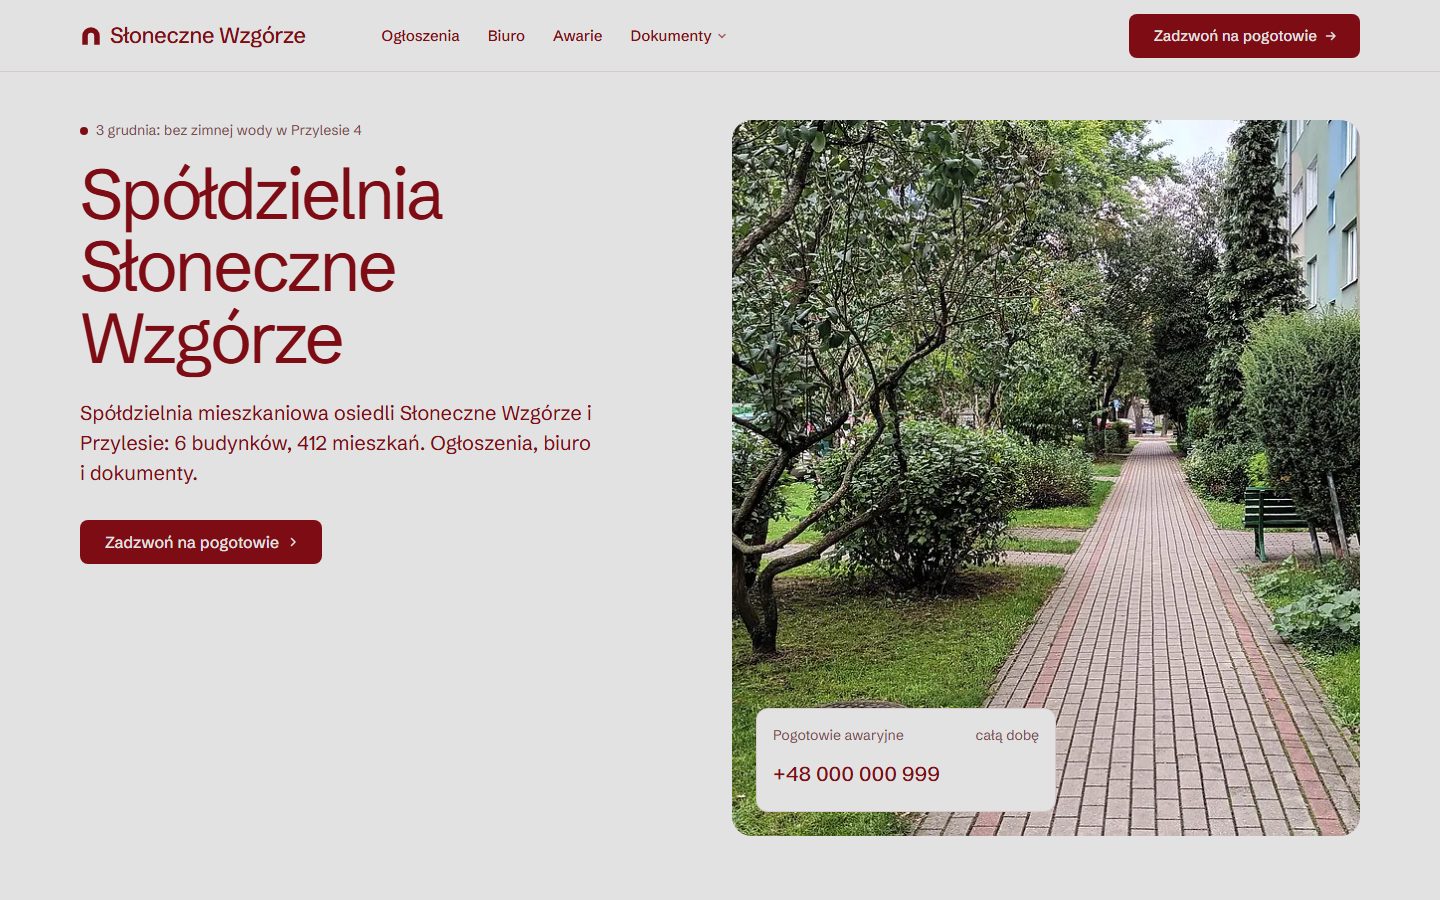 Słoneczne Wzgórze
Ogłoszenia
Biuro
Awarie
Dokumenty
Zadzwoń na pogotowie
3 grudnia: bez zimnej wody w Przylesie 4
Spółdzielnia
Słoneczne
Wzgórze
Spółdzielnia mieszkaniowa osiedli Słoneczne Wzgórze i
Przylesie: 6 budynków, 412 mieszkań. Ogłoszenia, biuro
i dokumenty.
Zadzwoń na pogotowie
Pogotowie awaryjne
całą dobę
+48 000 000 999